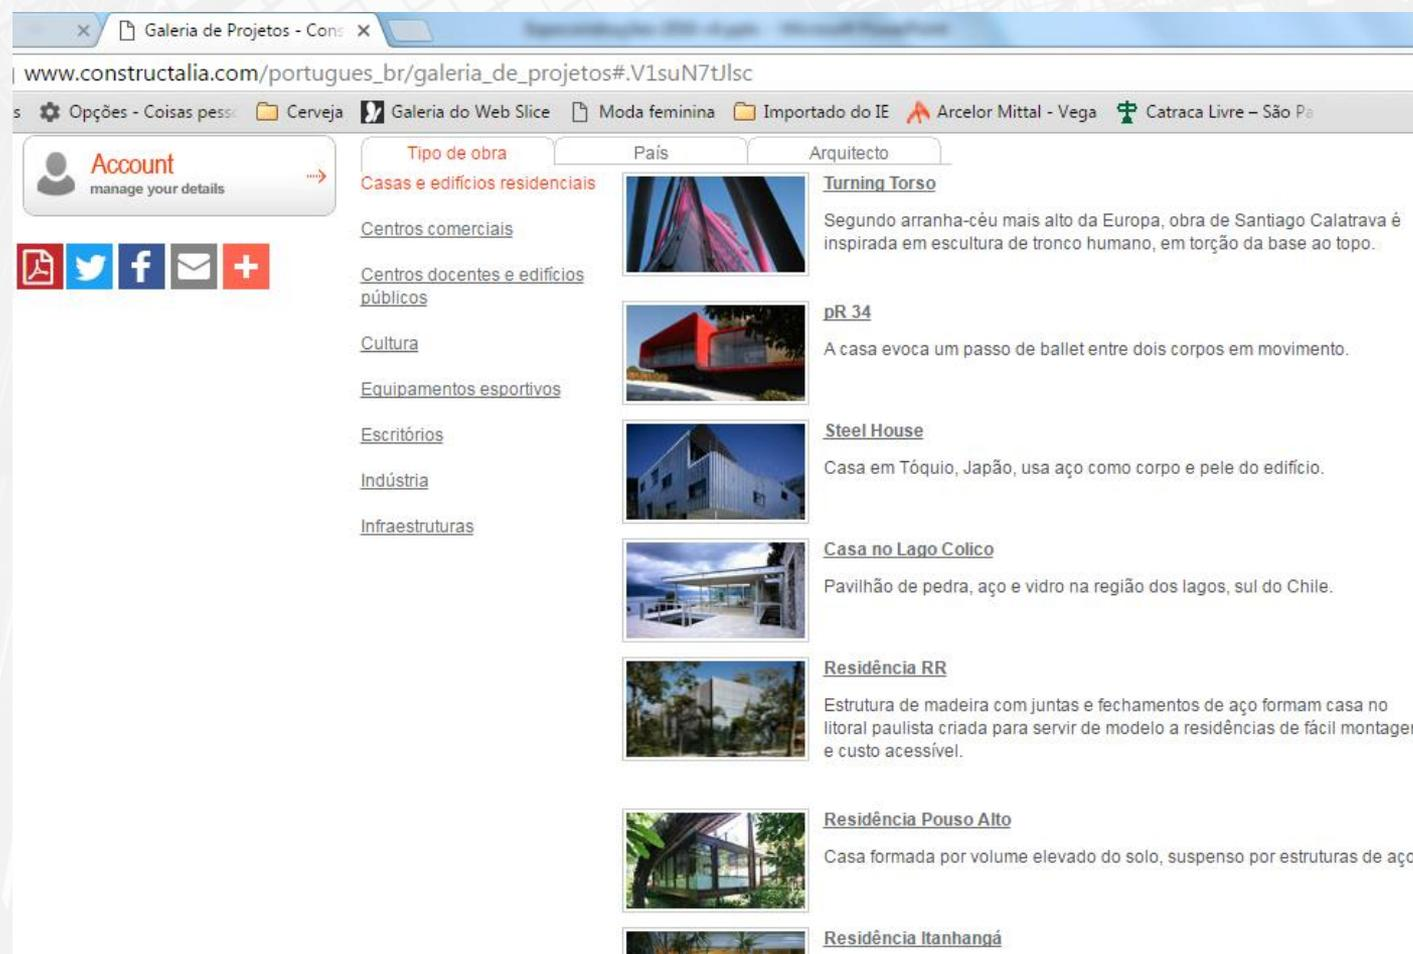 Galeria de Projetos - Cons
www.constructalia.com/portugues_br/galeria_de_projetos#.V1suN7tJlsc
s Opções - Coisas pess Cerveja Galeria do Web Slice Moda feminina Importado do IE Arcelor Mittal - Vega Catraca Livre – São Pa
Account
manage your details
Tipo de obra País Arquitecto
Casas e edifícios residenciais
Centros comerciais
Centros docentes e edifícios
públicos
Cultura
Equipamentos esportivos
Escritórios
Indústria
Infraestruturas
Turning Torso
Segundo arranha-céu mais alto da Europa, obra de Santiago Calatrava é
inspirada em escultura de tronco humano, em torção da base ao topo.
pR 34
A casa evoca um passo de ballet entre dois corpos em movimento.
Steel House
Casa em Tóquio, Japão, usa aço como corpo e pele do edifício.
Casa no Lago Colico
Pavilhão de pedra, aço e vidro na região dos lagos, sul do Chile.
Residência RR
Estrutura de madeira com juntas e fechamentos de aço formam casa no
litoral paulista criada para servir de modelo a residências de fácil montager
e custo acessível.
Residência Pouso Alto
Casa formada por volume elevado do solo, suspenso por estruturas de aço
Residência Itanhangá